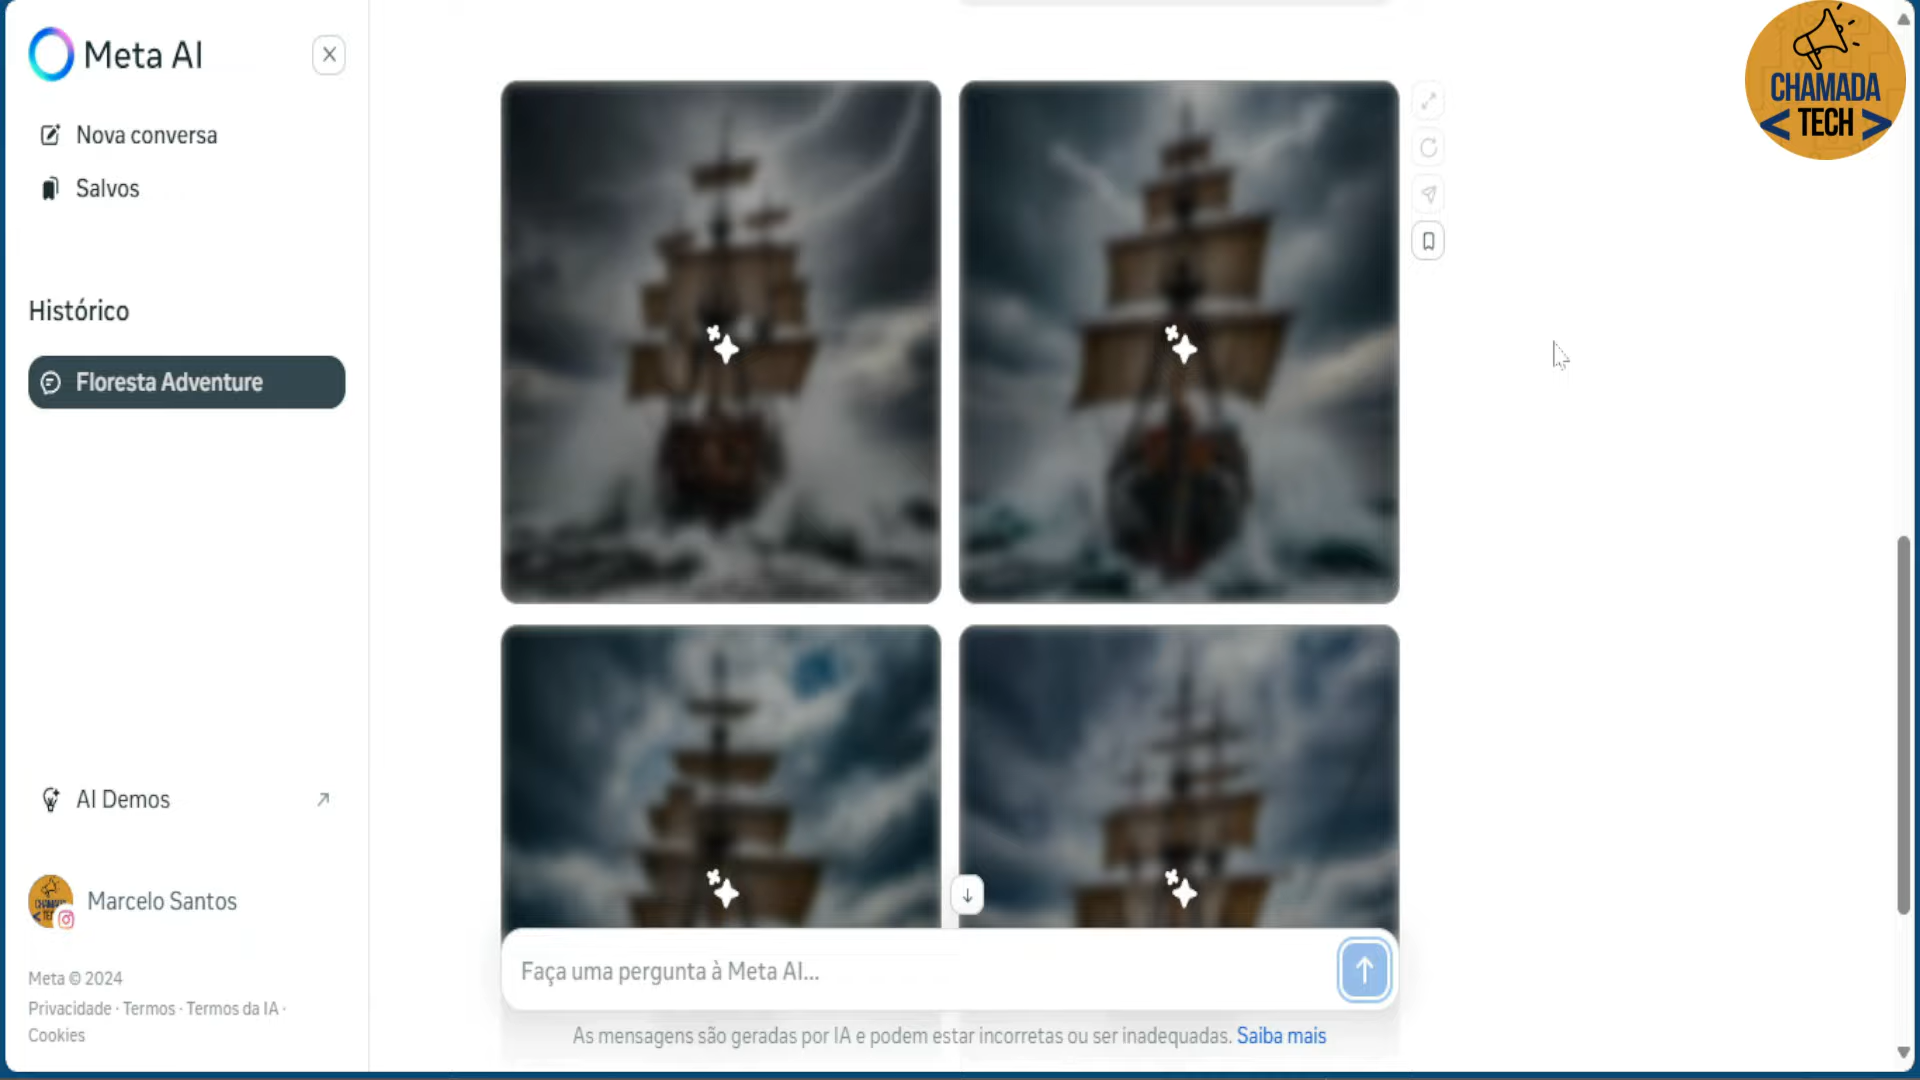 Meta AI
Nova conversa
Salvos
Histórico
Floresta Adventure
AI Demos
Marcelo Santos
Meta © 2024
Privacidade · Termos · Termos da IA ·
Cookies
CHAMADA
< TECH >
Faça uma pergunta à Meta AI...
As mensagens são geradas por IA e podem estar incorretas ou ser inadequadas. Saiba mais